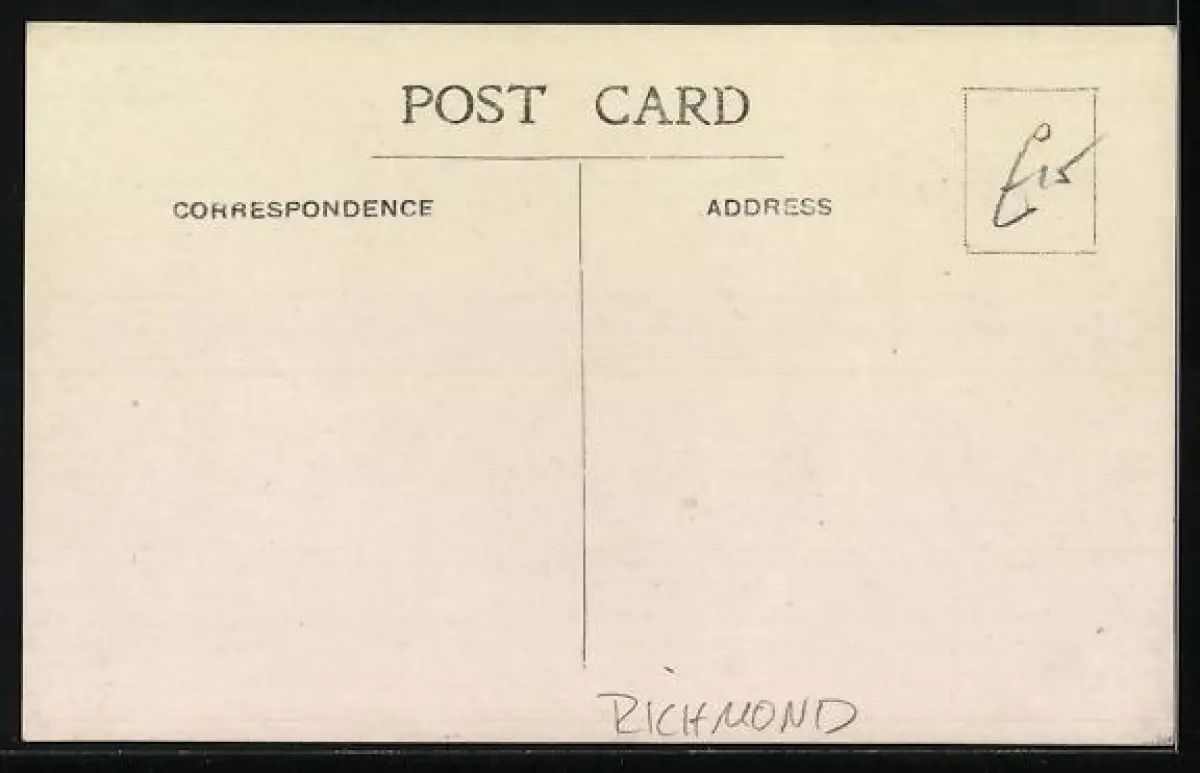 POST CARD
CORRESPONDENCE
ADDRESS
£15
RICHMOND